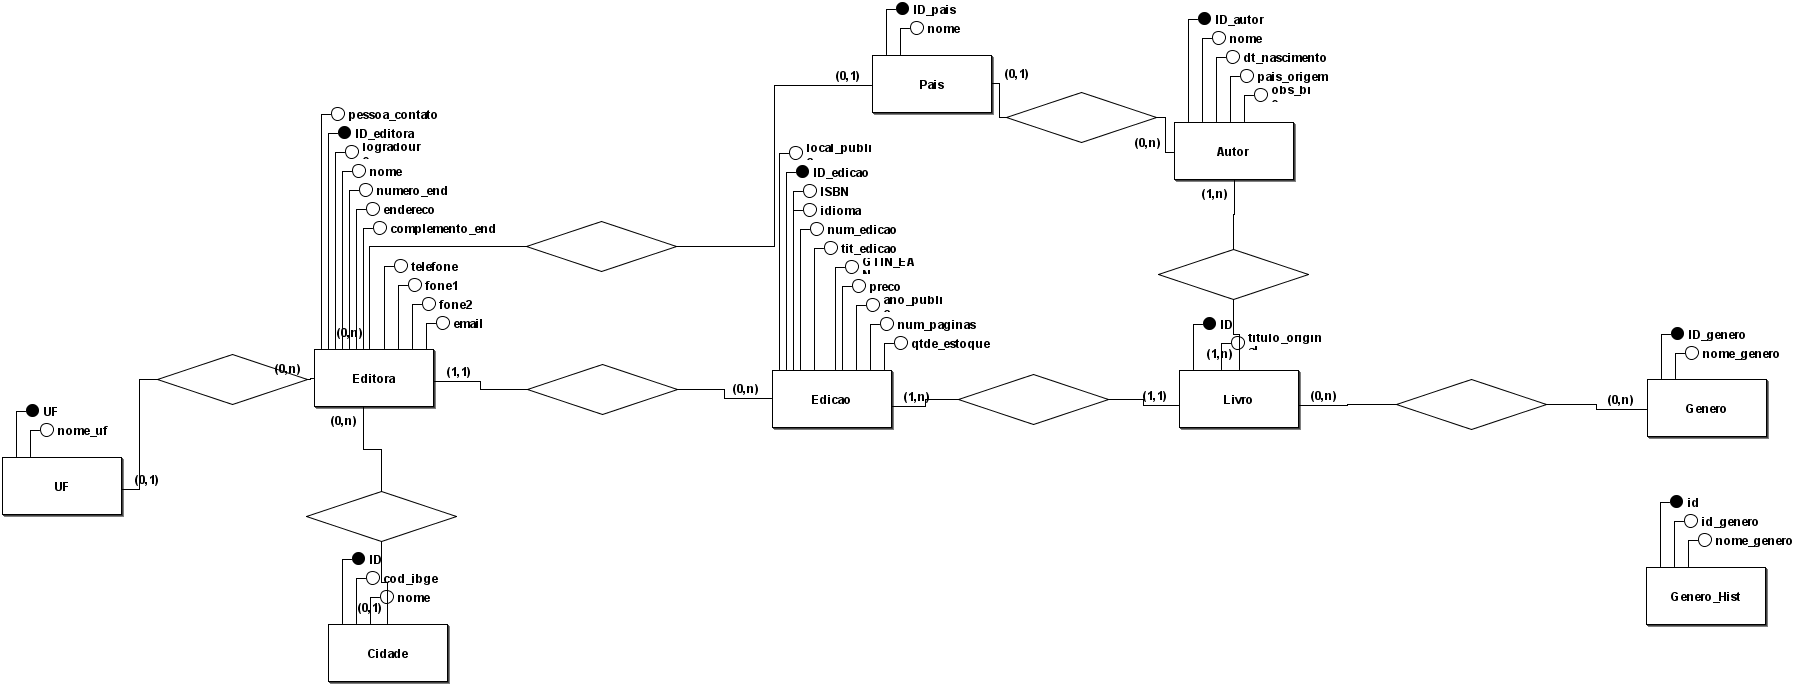 ID_pais
nome
(0,1)
Pais
(0,1)
ID_autor
nome
dt_nascimento
pais_origem
obs_bi
(0,n)
Autor
(1,n)
pessoa_contato
ID_editora
logradour
nome
numero_end
endereco
complemento_end
telefone
fone1
fone2
email
(0,n)
(0,n)
Editora
(1,1)
(0,n)
local_publi
ID_edicao
ISBN
idioma
num_edicao
tit_edicao
GTIN_EA
preco
ano_publi
num_paginas
qtde_estoque
(0,n)
Edicao
(1,n)
ID
titulo_origin
(1,n)
(1,1)
Livro
(0,n)
ID_genero
nome_genero
(0,n)
Genero
UF
nome_uf
(0,1)
UF
ID
cod_ibge
nome
(0,1)
Cidade
id
id_genero
nome_genero
Genero_Hist